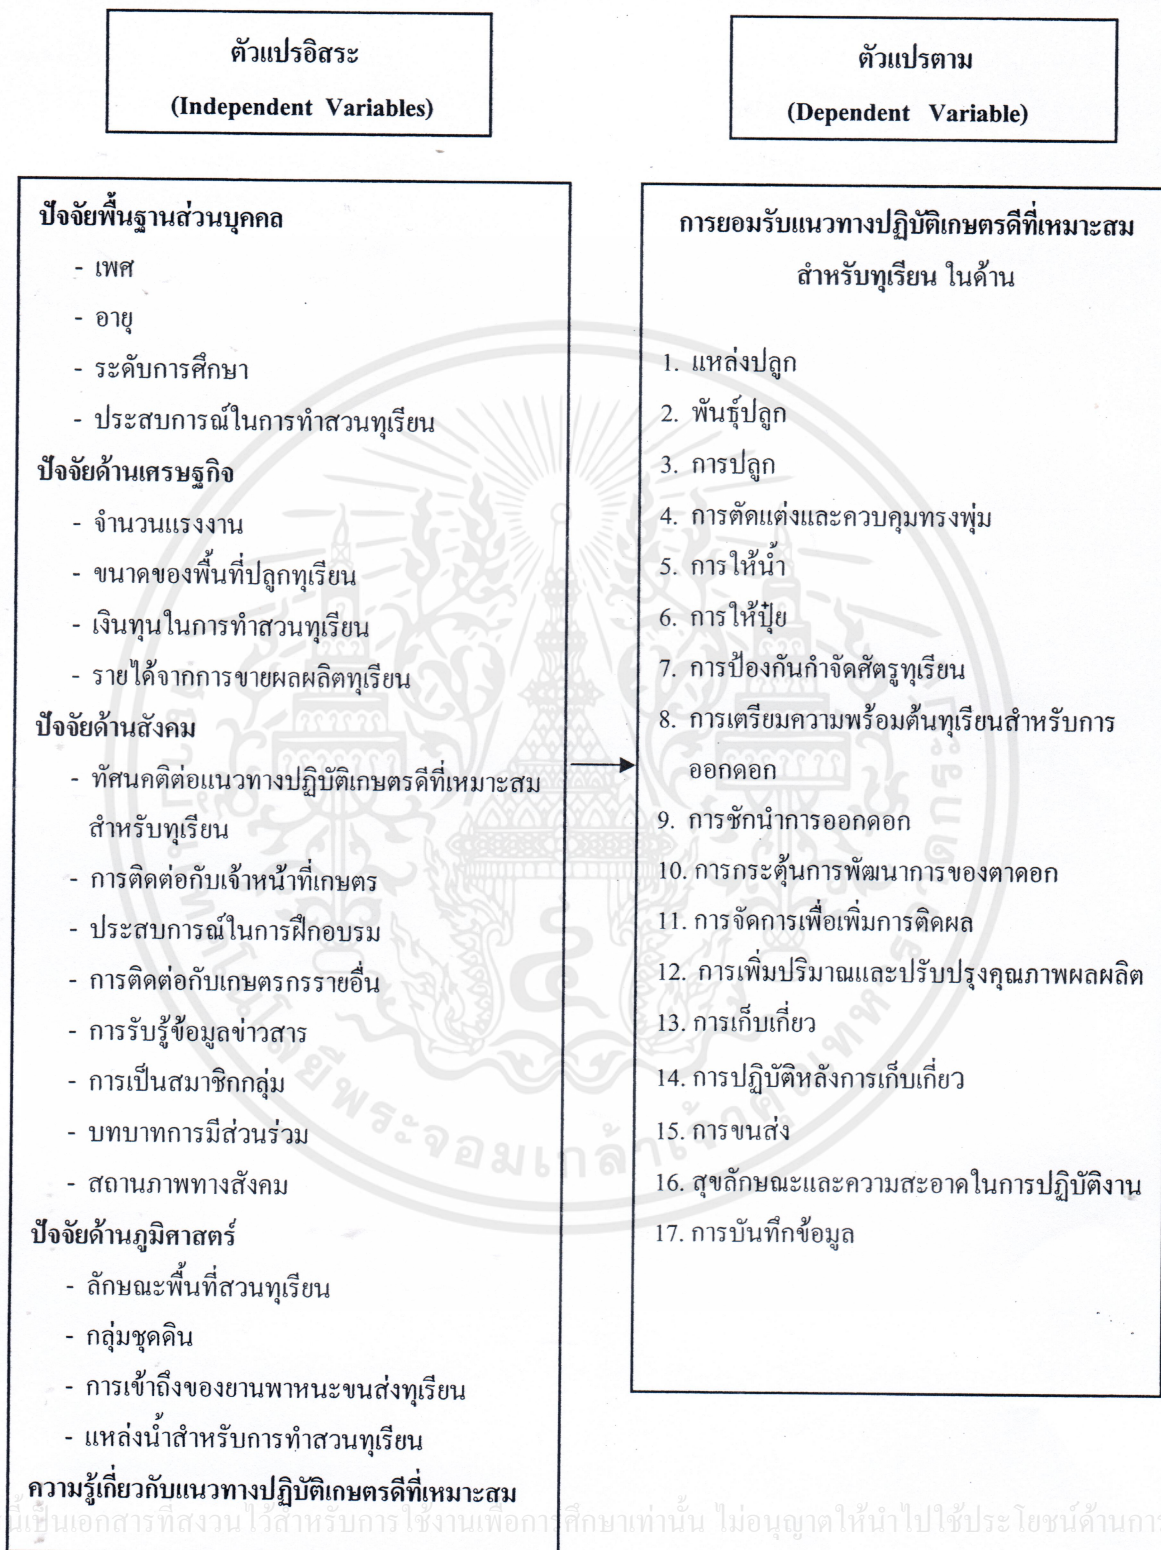 ตัวแปรอิสระ
(Independent Variables)
ตัวแปรตาม
(Dependent Variable)
ปัจจัยพื้นฐานส่วนบุคคล
- เพศ
- อายุ
- ระดับการศึกษา
- ประสบการณ์ในการทำสวนทุเรียน
ปัจจัยด้านเศรษฐกิจ
- จำนวนแรงงาน
- ขนาดของพื้นที่ปลูกทุเรียน
- เงินทุนในการทำสวนทุเรียน
- รายได้จากการขายผลผลิตทุเรียน
ปัจจัยด้านสังคม
- ทัศนคติต่อแนวทางปฏิบัติเกษตรดีที่เหมาะสม
สำหรับทุเรียน
- การติดต่อกับเจ้าหน้าที่เกษตร
- ประสบการณ์ในการฝึกอบรม
- การติดต่อกับเกษตรกรรายอื่น
- การรับรู้ข้อมูลข่าวสาร
- การเป็นสมาชิกกลุ่ม
- บทบาทการมีส่วนร่วม
- สถานภาพทางสังคม
ปัจจัยด้านภูมิศาสตร์
- ลักษณะพื้นที่สวนทุเรียน
- กลุ่มชุดดิน
- การเข้าถึงของยานพาหนะขนส่งทุเรียน
- แหล่งน้ำสำหรับการทำสวนทุเรียน
ความรู้เกี่ยวกับแนวทางปฏิบัติเกษตรดีที่เหมาะสม
การยอมรับแนวทางปฏิบัติเกษตรดีที่เหมาะสม
สำหรับทุเรียน ในด้าน
1. แหล่งปลูก
2. พันธุ์ปลูก
3. การปลูก
4. การตัดแต่งและควบคุมทรงพุ่ม
5. การให้น้ำ
6. การให้ปุ๋ย
7. การป้องกันกำจัดศัตรูทุเรียน
8. การเตรียมความพร้อมต้นทุเรียนสำหรับการ
ออกดอก
9. การชักนำการออกดอก
10. การกระตุ้นการพัฒนาการของตาดอก
11. การจัดการเพื่อเพิ่มการติดผล
12. การเพิ่มปริมาณและปรับปรุงคุณภาพผลผลิต
13. การเก็บเกี่ยว
14. การปฏิบัติหลังการเก็บเกี่ยว
15. การขนส่ง
16. สุขลักษณะและความสะอาดในการปฏิบัติงาน
17. การบันทึกข้อมูล
พระจอมเกล้าเจ้าคุณทหาร
นี้เป็นเอกสารที่สงวนไว้สำหรับการใช้งานเพื่อการศึกษาเท่านั้น ไม่อนุญาตให้นำไปใช้ประโยชน์ด้านการ